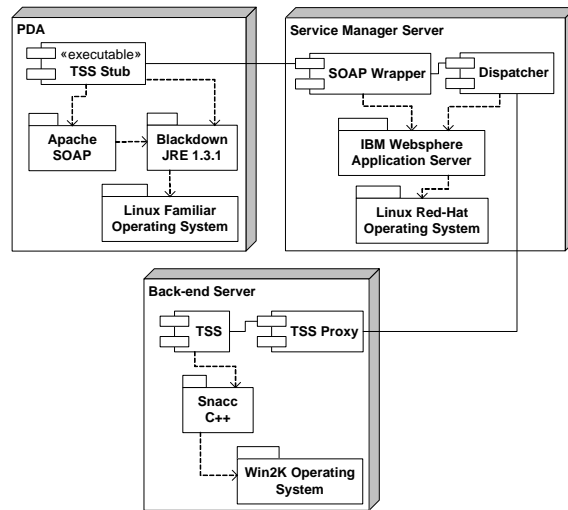 PDA
«executable»
TSS Stub
Apache
SOAP
Blackdown
JRE 1.3.1
Linux Familiar
Operating System
Service Manager Server
SOAP Wrapper
Dispatcher
IBM Websphere
Application Server
Linux Red-Hat
Operating System
Back-end Server
TSS
TSS Proxy
Snacc
C++
Win2K Operating
System